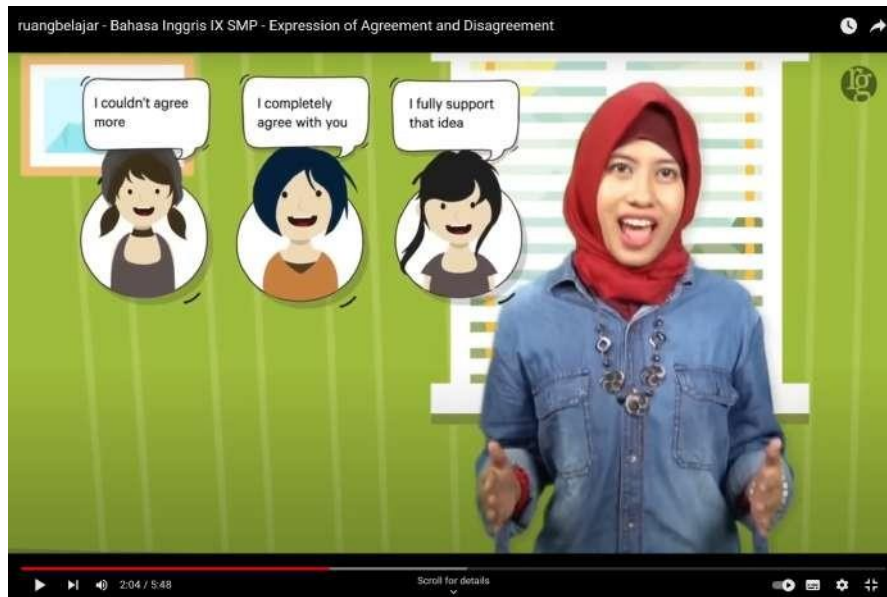 ruangbelajar - Bahasa Inggris IX SMP - Expression of Agreement and Disagreement
I couldn't agree
more
I completely
agree with you
I fully support
that idea
rg
2:04 / 5:48
Scroll for details